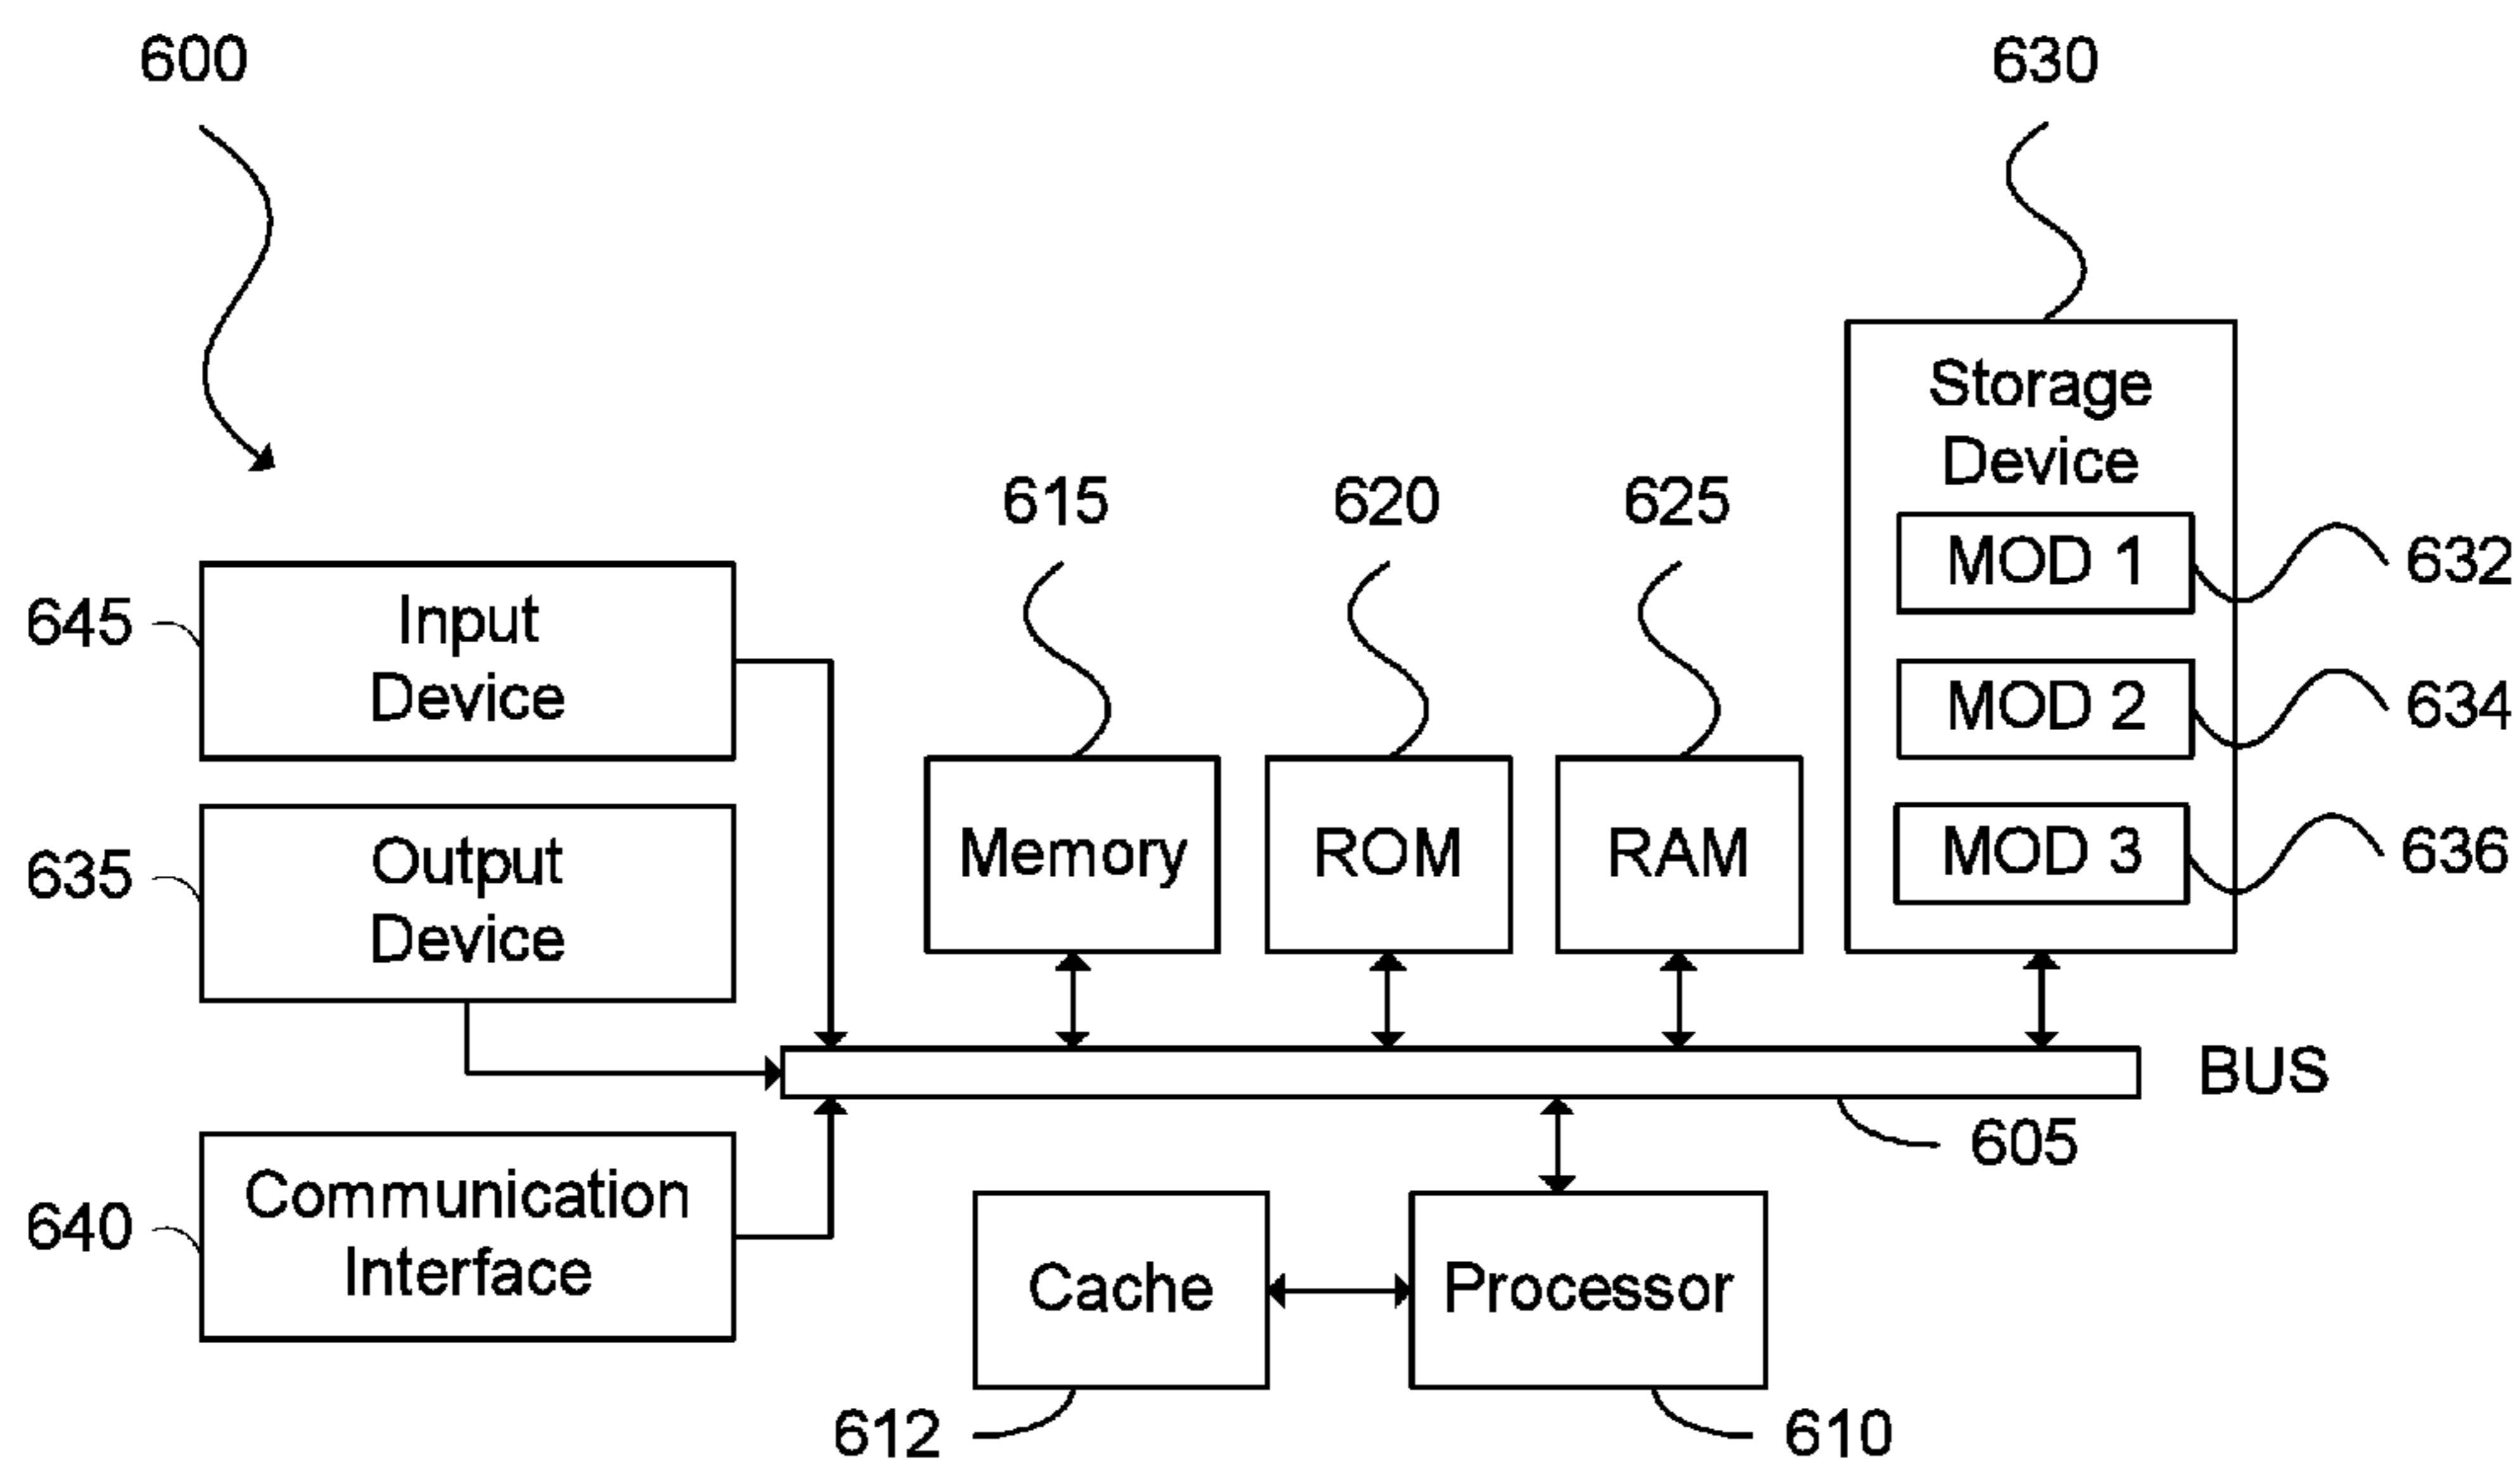 600
630
Storage
Device
615
620
625
MOD 1
632
645
Input
Device
MOD 2
634
635
Output
Device
Memory
ROM
RAM
MOD 3
636
BUS
605
640
Communication
Interface
Cache
Processor
612
610